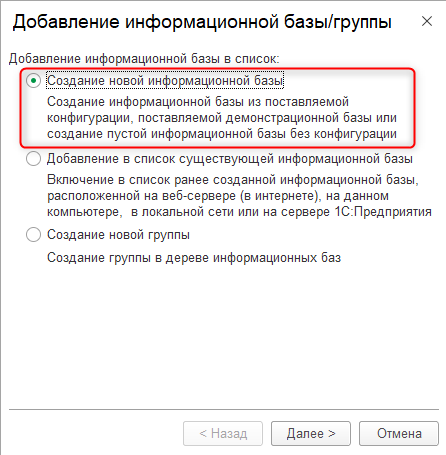 Добавление информационной базы/группы
Добавление информационной базы в список:
Создание новой информационной базы
Создание информационной базы из поставляемой
конфигурации, поставляемой демонстрационной базы или
создание пустой информационной базы без конфигурации
Добавление в список существующей информационной базы
Включение в список ранее созданной информационной базы,
расположенной на веб-сервере (в интернете), на данном
компьютере, в локальной сети или на сервере 1С:Предприятия
Создание новой группы
Создание группы в дереве информационных баз
< Назад
Далее >
Отмена